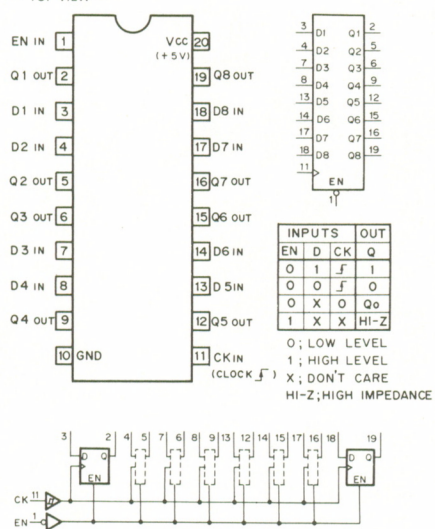 EN IN 1
Q1 OUT 2
D1 IN 3
D2 IN 4
Q2 OUT 5
Q3 OUT 6
D3 IN 7
D4 IN 8
Q4 OUT 9
10 GND
VCC 20
(+5V)
19 Q8 OUT
18 D8 IN
17 D7 IN
16 Q7 OUT
15 Q6 OUT
14 D6 IN
13 D 5IN
12 Q5 OUT
11 CK IN
(CLOCK )
3 D1 Q1 2
4 D2 Q2 5
7 D3 Q3 6
8 D4 Q4 9
13 D5 Q5 12
14 D6 Q6 15
17 D7 Q7 16
18 D8 Q8 19
11
EN
1
INPUTS OUT
EN D CK Q
0 1 1
0 0 0
0 X 0 Qo
1 X X HI-Z
0 ; LOW LEVEL
1 ; HIGH LEVEL
X ; DON'T CARE
HI-Z;HIGH IMPEDANCE
3 2 4 5 7 6 8 9 13 12 14 15 17 16 18 19
D Q D Q
EN EN
CK 11
EN 1